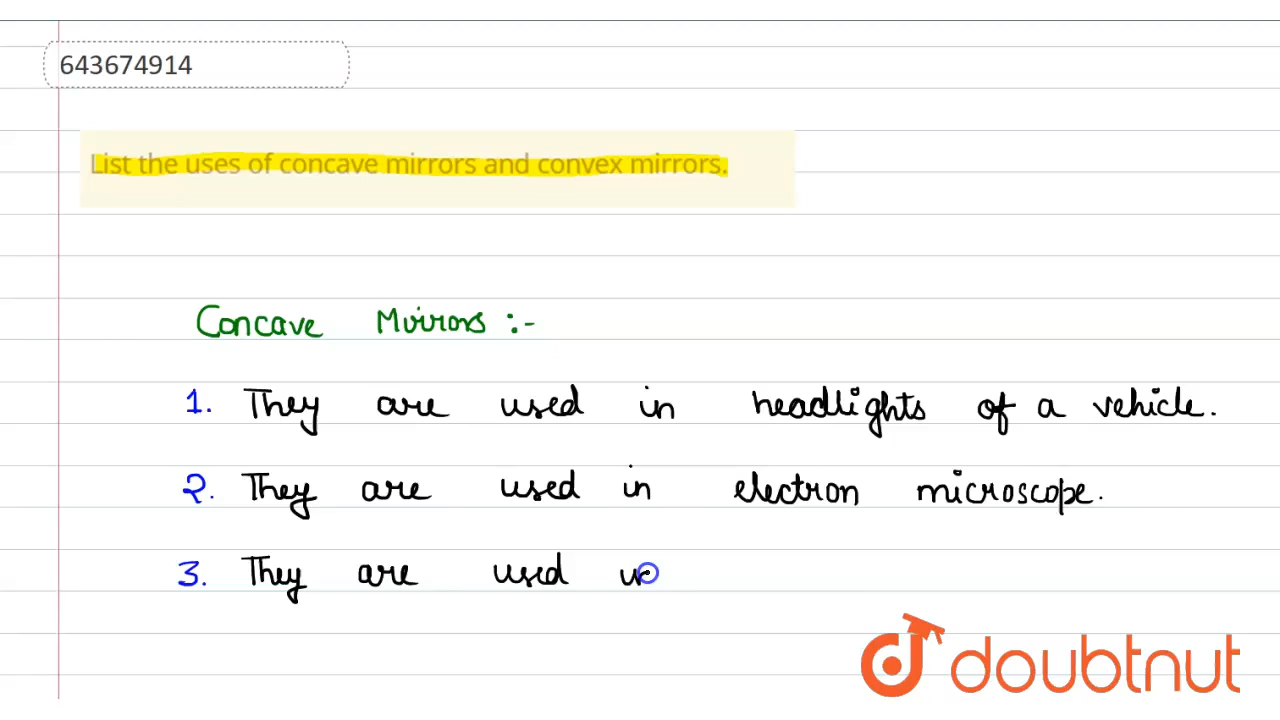 643674914
List the uses of concave mirrors and convex mirrors.
Concave Mirrors :-
1. They are used in headlights of a vehicle.
2. They are used in electron microscope.
3. They are used
doubtnut